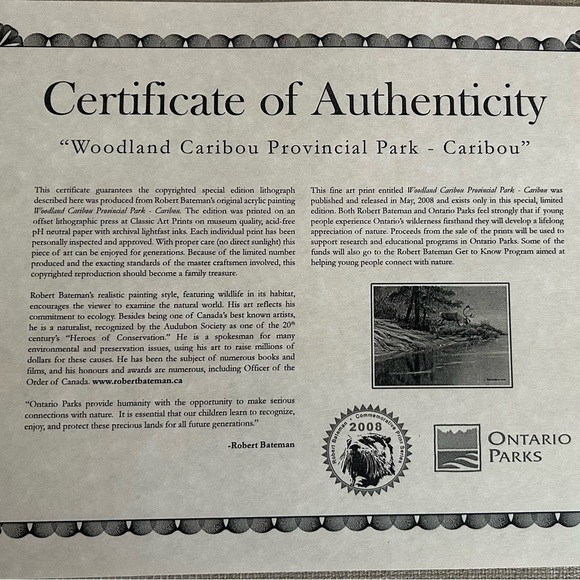 Certificate of Authenticity
“Woodland Caribou Provincial Park - Caribou”
This certificate guarantees the copyrighted special edition lithograph
described here was produced from Robert Bateman's original acrylic painting
Woodland Caribou Provincial Park - Caribou. The edition was printed on an
offset lithographic press at Classic Art Prints on museum quality, acid-free
pH neutral paper with archival lightfast inks. Each individual print has been
personally inspected and approved. With proper care (no direct sunlight) this
piece of art can be enjoyed for generations. Because of the limited number
produced and the exacting standards of the master craftsmen involved, this
copyrighted reproduction should become a family treasure.
Robert Bateman's realistic painting style, featuring wildlife in its habitat,
encourages the viewer to examine the natural world. His art reflects his
commitment to ecology. Besides being one of Canada's best known artists,
he is a naturalist, recognized by the Audubon Society as one of the 20th
century's “Heroes of Conservation.” He is a spokesman for many
environmental and preservation issues, using his art to raise millions of
dollars for these causes. He has been the subject of numerous books and
films, and his honours and awards are numerous, including Officer of the
Order of Canada. www.robertbateman.ca
“Ontario Parks provide humanity with the opportunity to make serious
connections with nature. It is essential that our children learn to recognize,
enjoy, and protect these precious lands for all future generations.”
-Robert Bateman
This fine art print entitled Woodland Caribou Provincial Park - Caribou was
published and released in May, 2008 and exists only in this special, limited
edition. Both Robert Bateman and Ontario Parks feel strongly that if young
people experience Ontario's wilderness firsthand they will develop a lifelong
appreciation of nature. Proceeds from the sale of the prints will be used to
support research and educational programs in Ontario Parks. Some of the
funds will also go to the Robert Bateman Get to Know Program aimed at
helping young people connect with nature.
Robert Bateman - Commemorative Print Series
2008
ONTARIO
PARKS